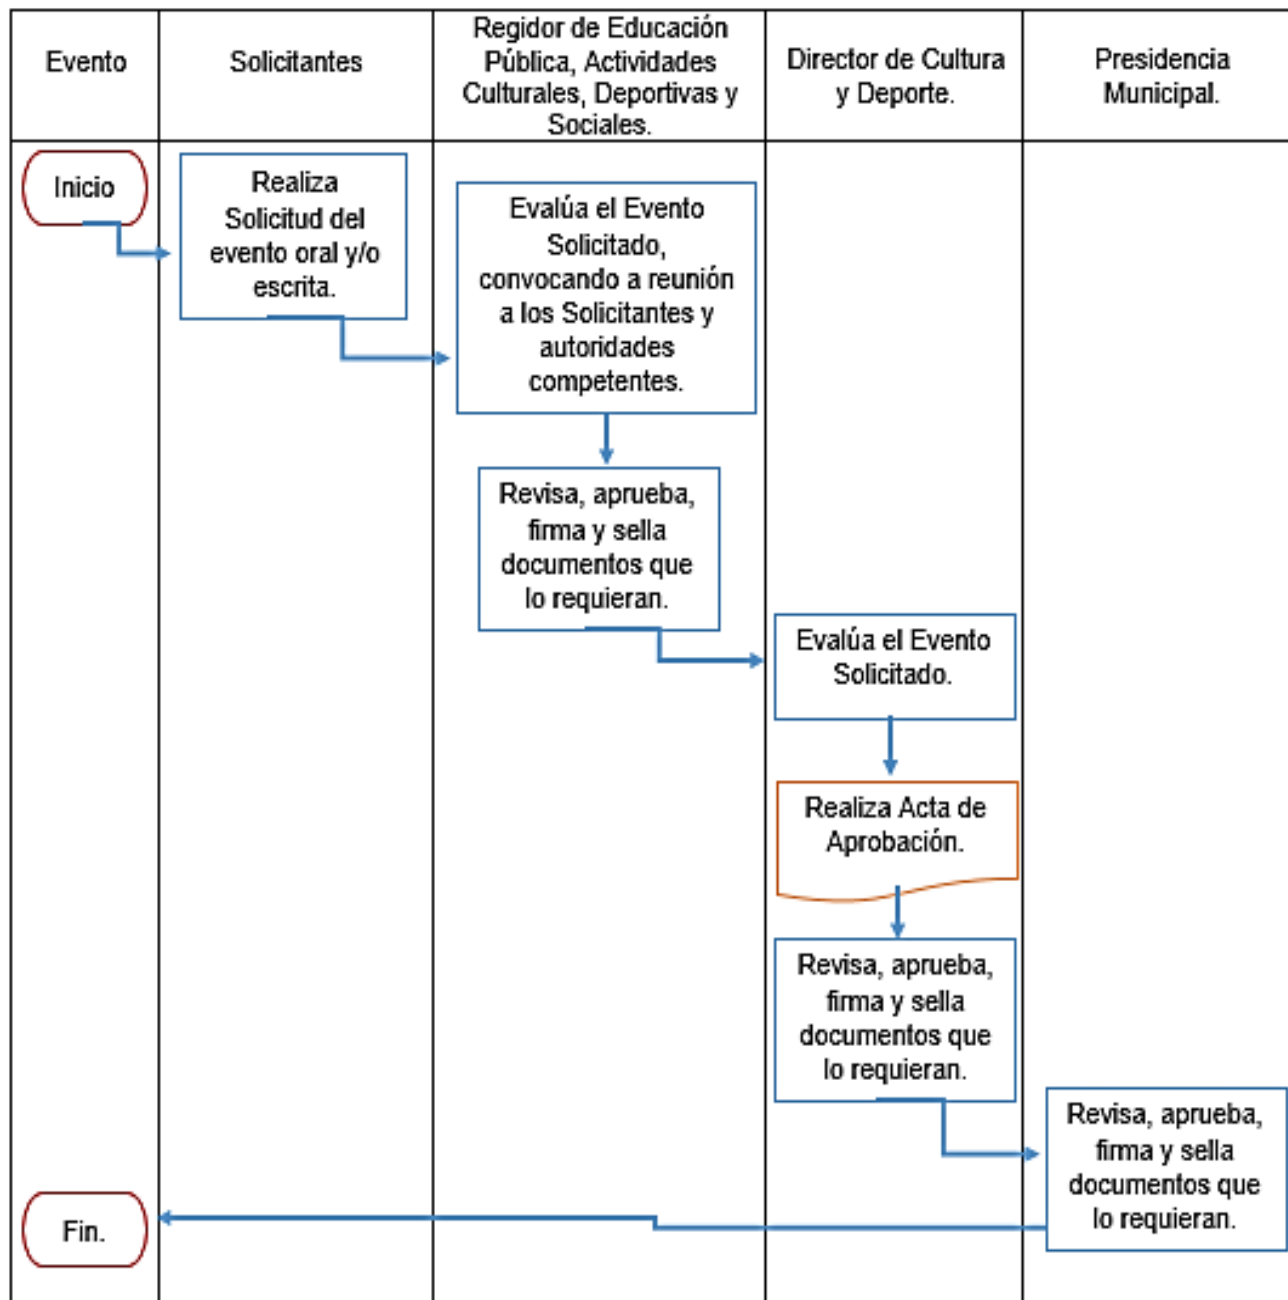 Evento
Solicitantes
Regidor de Educación
Pública, Actividades
Culturales, Deportivas y
Sociales.
Director de Cultura
y Deporte.
Presidencia
Municipal.
Inicio
Realiza
Solicitud del
evento oral y/o
escrita.
Evalúa el Evento
Solicitado,
convocando a reunión
a los Solicitantes y
autoridades
competentes.
Revisa, aprueba,
firma y sella
documentos que
lo requieran.
Evalúa el Evento
Solicitado.
Realiza Acta de
Aprobación.
Revisa, aprueba,
firma y sella
documentos que
lo requieran.
Revisa, aprueba,
firma y sella
documentos que
lo requieran.
Fin.